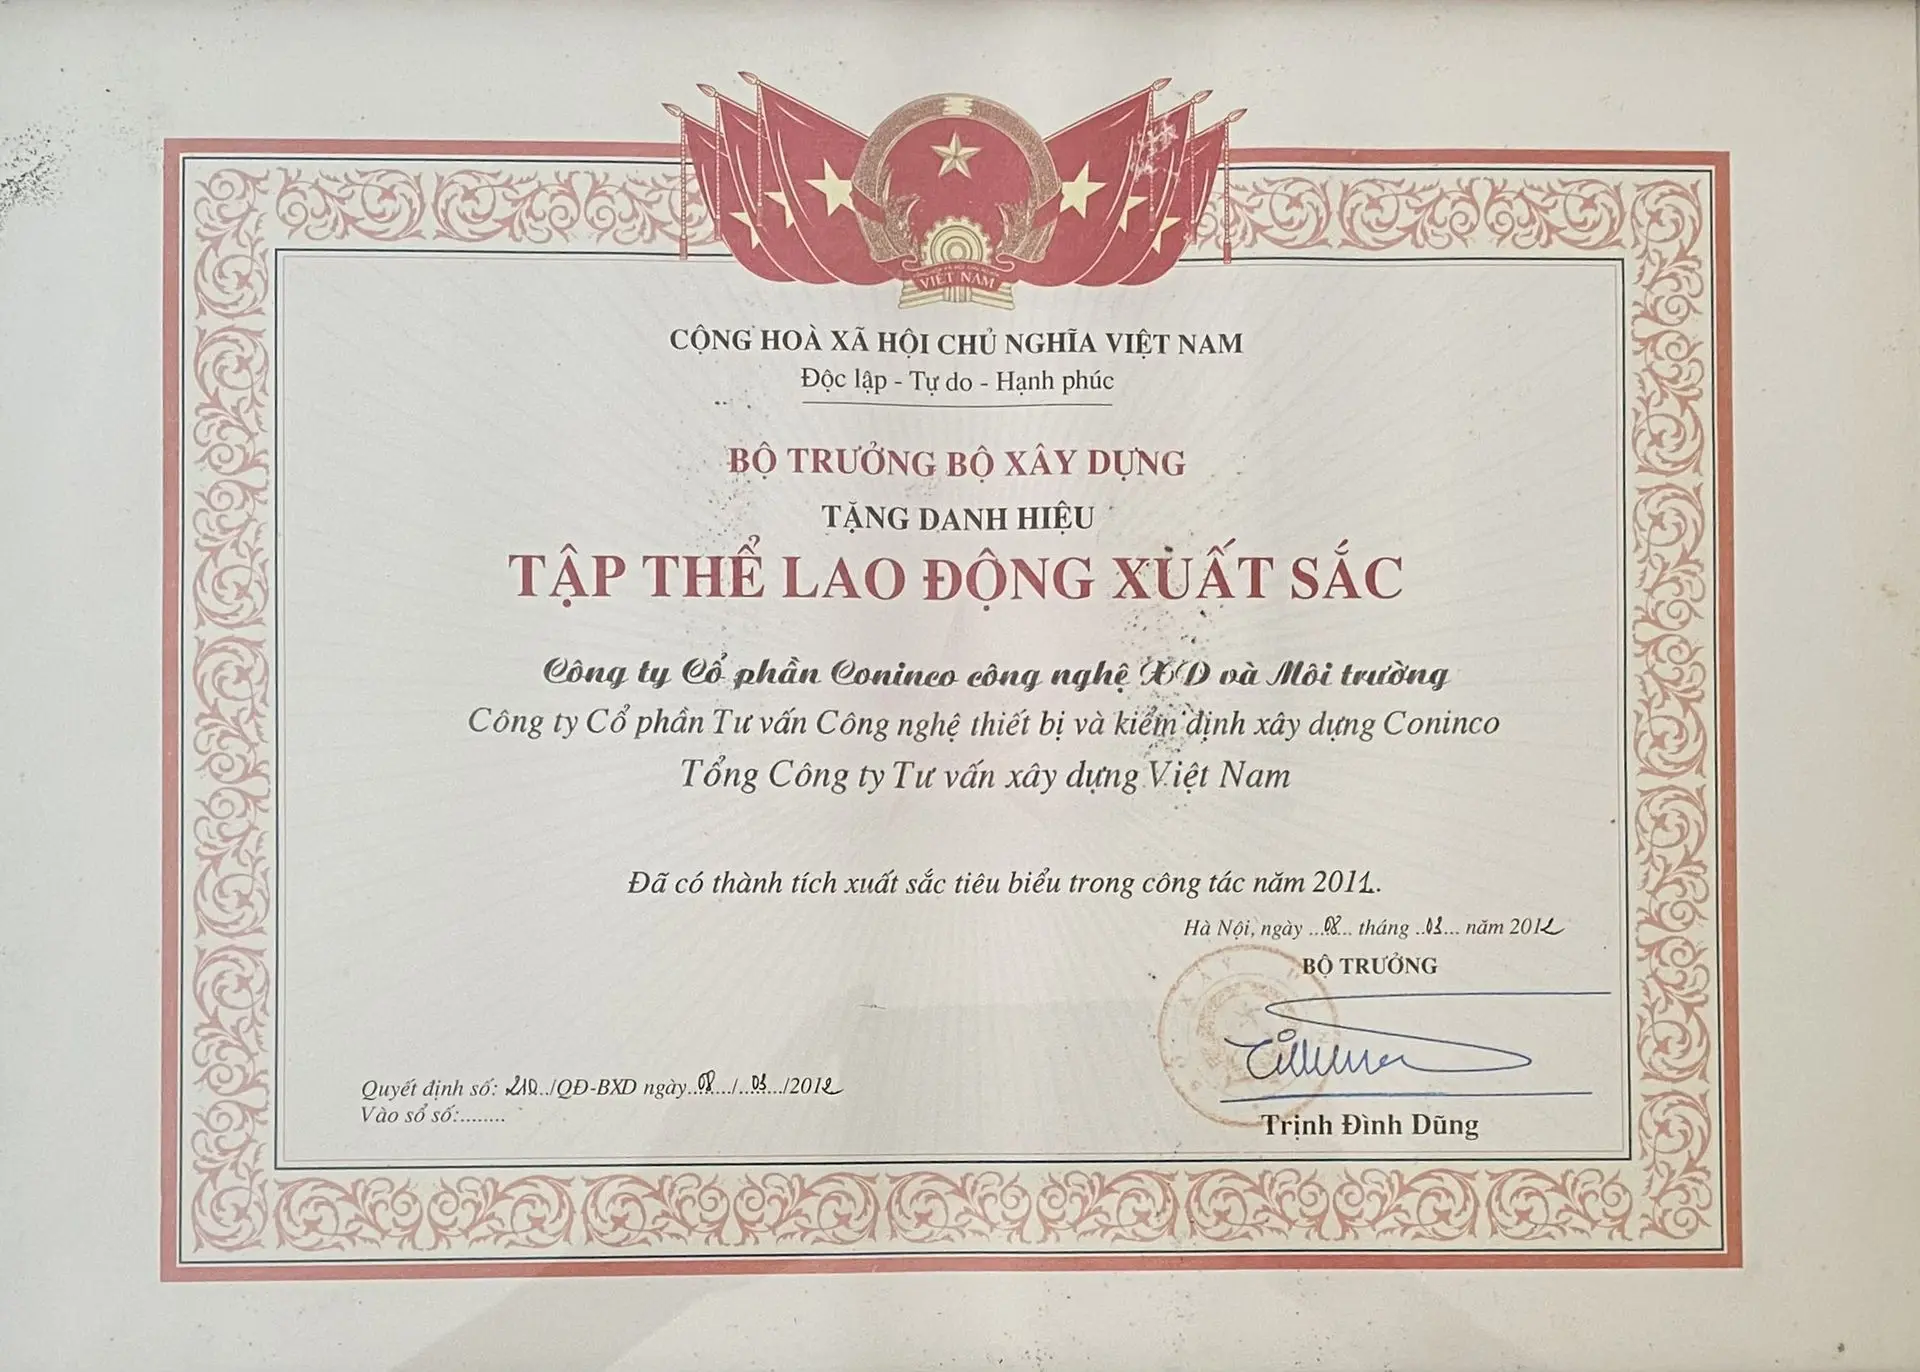 VIỆT NAM
CỘNG HOÀ XÃ HỘI CHỦ NGHĨA VIỆT NAM
Độc lập - Tự do - Hạnh phúc
BỘ TRƯỞNG BỘ XÂY DỰNG
TẶNG DANH HIỆU
TẬP THỂ LAO ĐỘNG XUẤT SẮC
Công ty Cổ phần Coninco công nghệ XD và Môi trường
Công ty Cổ phần Tư vấn Công nghệ thiết bị và kiểm định xây dựng Coninco
Tổng Công ty Tư vấn xây dựng Việt Nam
Đã có thành tích xuất sắc tiêu biểu trong công tác năm 2011.
Hà Nội, ngày ...08... tháng ..03... năm 2012
BỘ TRƯỞNG
Quyết định số: 210../QĐ-BXD ngày..08.../...03.../2012
Vào sổ số:........
Trịnh Đình Dũng